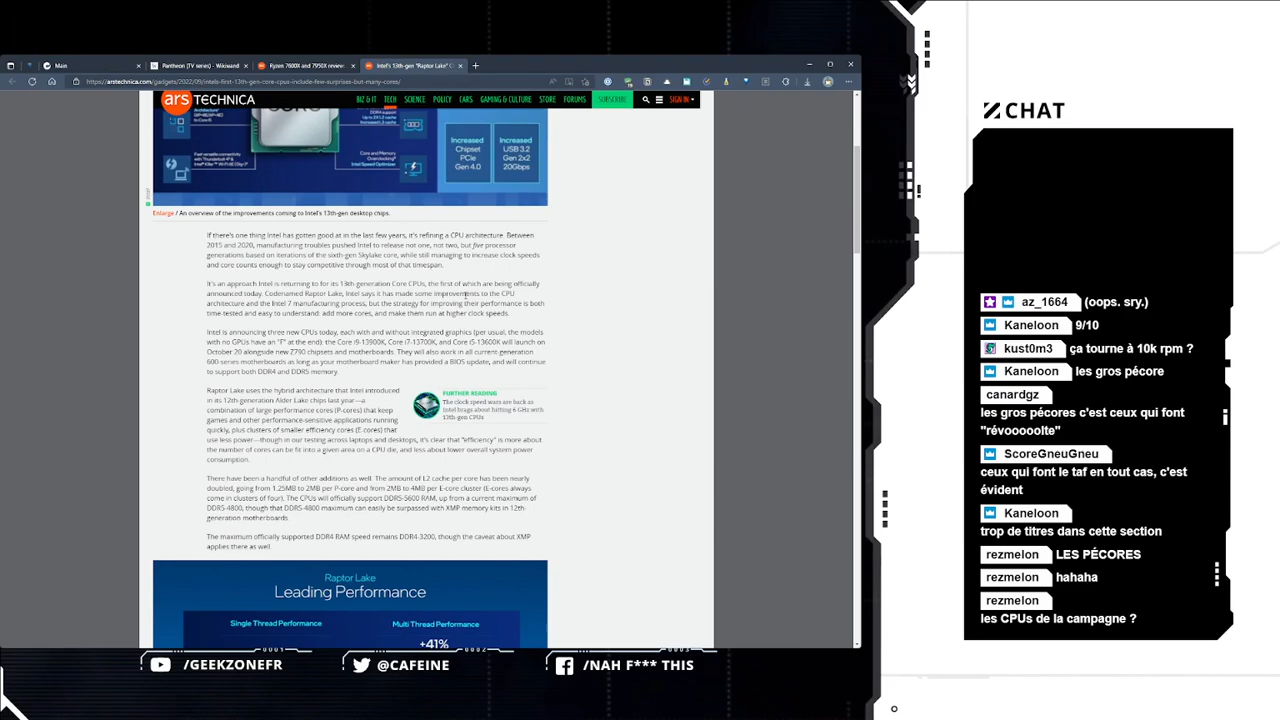 Main
Pantheon (TV series) - Wikiwand
Ryzen 7600X and 7950X review
Intel's 13th-gen "Raptor Lake" C
https://arstechnica.com/gadgets/2022/09/intels-first-13th-gen-core-cpus-include-few-surprises-but-many-cores/
ars TECHNICA
BIZ & IT TECH SCIENCE POLICY CARS GAMING & CULTURE STORE FORUMS SUBSCRIBE SIGN IN
Increased
Chipset
PCIe
Gen 4.0
Increased
USB 3.2
Gen 2x2
20Gbps
Core and Memory
Overclocking
Intel Speed Optimizer
intel
Enlarge / An overview of the improvements coming to Intel's 13th-gen desktop chips.
If there's one thing Intel has gotten good at in the last few years, it's refining a CPU architecture. Between
2015 and 2020, manufacturing troubles pushed Intel to release not one, not two, but five processor
generations based on iterations of the sixth-gen Skylake core, while still managing to increase clock speeds
and core counts enough to stay competitive through most of that timespan.
It's an approach Intel is returning to for its 13th generation Core CPUs, the first of which are being officially
announced today. Codenamed Raptor Lake, Intel says it has made some improvements to the CPU
architecture and the Intel 7 manufacturing process, but the strategy for improving their performance is both
time-tested and easy to understand: add more cores, and make them run at higher clock speeds.
Intel is announcing three new CPUs today, each with and without integrated graphics (per usual, the models
with no GPUs have an "F" at the end): the Core i9-13900K, Core i7-13700K, and Core i5-13600K will launch on
October 20 alongside new Z790 chipsets and motherboards. They will also work in all current-generation
600-series motherboards as long as your motherboard maker has provided a BIOS update, and will continue
to support both DDR4 and DDR5 memory.
Raptor Lake uses the hybrid architecture that Intel introduced
in its 12th-generation Alder Lake chips last year—a
combination of large performance cores (P-cores) that keep
games and other performance-sensitive applications running
quickly, plus clusters of smaller efficiency cores (E-cores) that
use less power—though in our testing across laptops and desktops, it's clear that "efficiency" is more about
the number of cores can be fit into a given area on a CPU die, and less about lower overall system power
consumption.
FURTHER READING
The clock speed wars are back as
Intel brags about hitting 6 GHz with
13th-gen CPUs
There have been a handful of other additions as well. The amount of L2 cache per core has been nearly
doubled, going from 1.25MB to 2MB per P-core and from 2MB to 4MB per E-core cluster (E-cores always
come in clusters of four). The CPUs will officially support DDR5-5600 RAM, up from a current maximum of
DDR5-4800, though that DDR5-4800 maximum can easily be surpassed with XMP memory kits in 12th-
generation motherboards.
The maximum officially supported DDR4 RAM speed remains DDR4-3200, though the caveat about XMP
applies there as well.
Raptor Lake
Leading Performance
Single Thread Performance
Multi Thread Performance
+41%
0001
/GEEKZONEFR
0002
@CAFEINE
0003
/NAH F*** THIS
CHAT
az_1664 (oops. sry.)
Kaneloon 9/10
kust0m3 ça tourne à 10k rpm ?
Kaneloon les gros pécore
canardgz
les gros pécores c'est ceux qui font
"révooooolte"
ScoreGneuGneu
ceux qui font le taf en tout cas, c'est
évident
Kaneloon
trop de titres dans cette section
rezmelon LES PÉCORES
rezmelon hahaha
rezmelon
les CPUs de la campagne ?